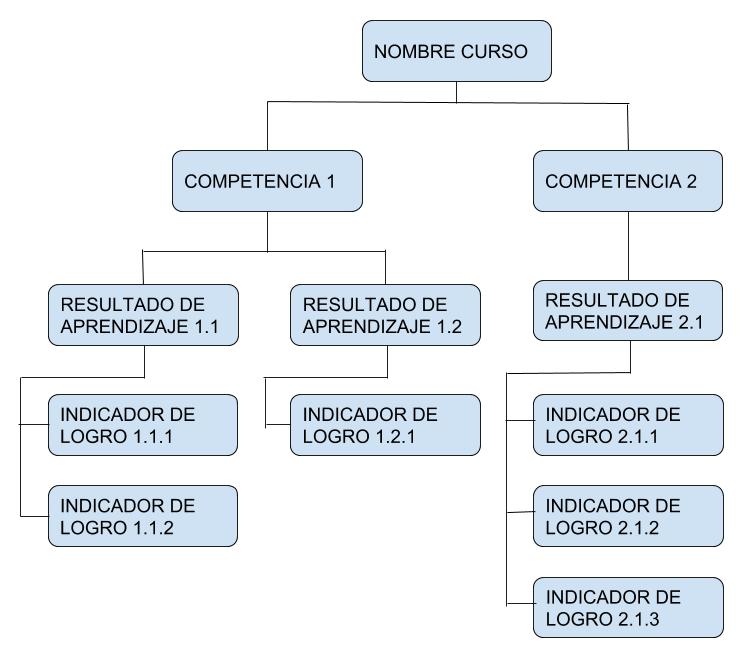 NOMBRE CURSO
COMPETENCIA 1
COMPETENCIA 2
RESULTADO DE
APRENDIZAJE 1.1
RESULTADO DE
APRENDIZAJE 1.2
RESULTADO DE
APRENDIZAJE 2.1
INDICADOR DE
LOGRO 1.1.1
INDICADOR DE
LOGRO 1.2.1
INDICADOR DE
LOGRO 2.1.1
INDICADOR DE
LOGRO 1.1.2
INDICADOR DE
LOGRO 2.1.2
INDICADOR DE
LOGRO 2.1.3